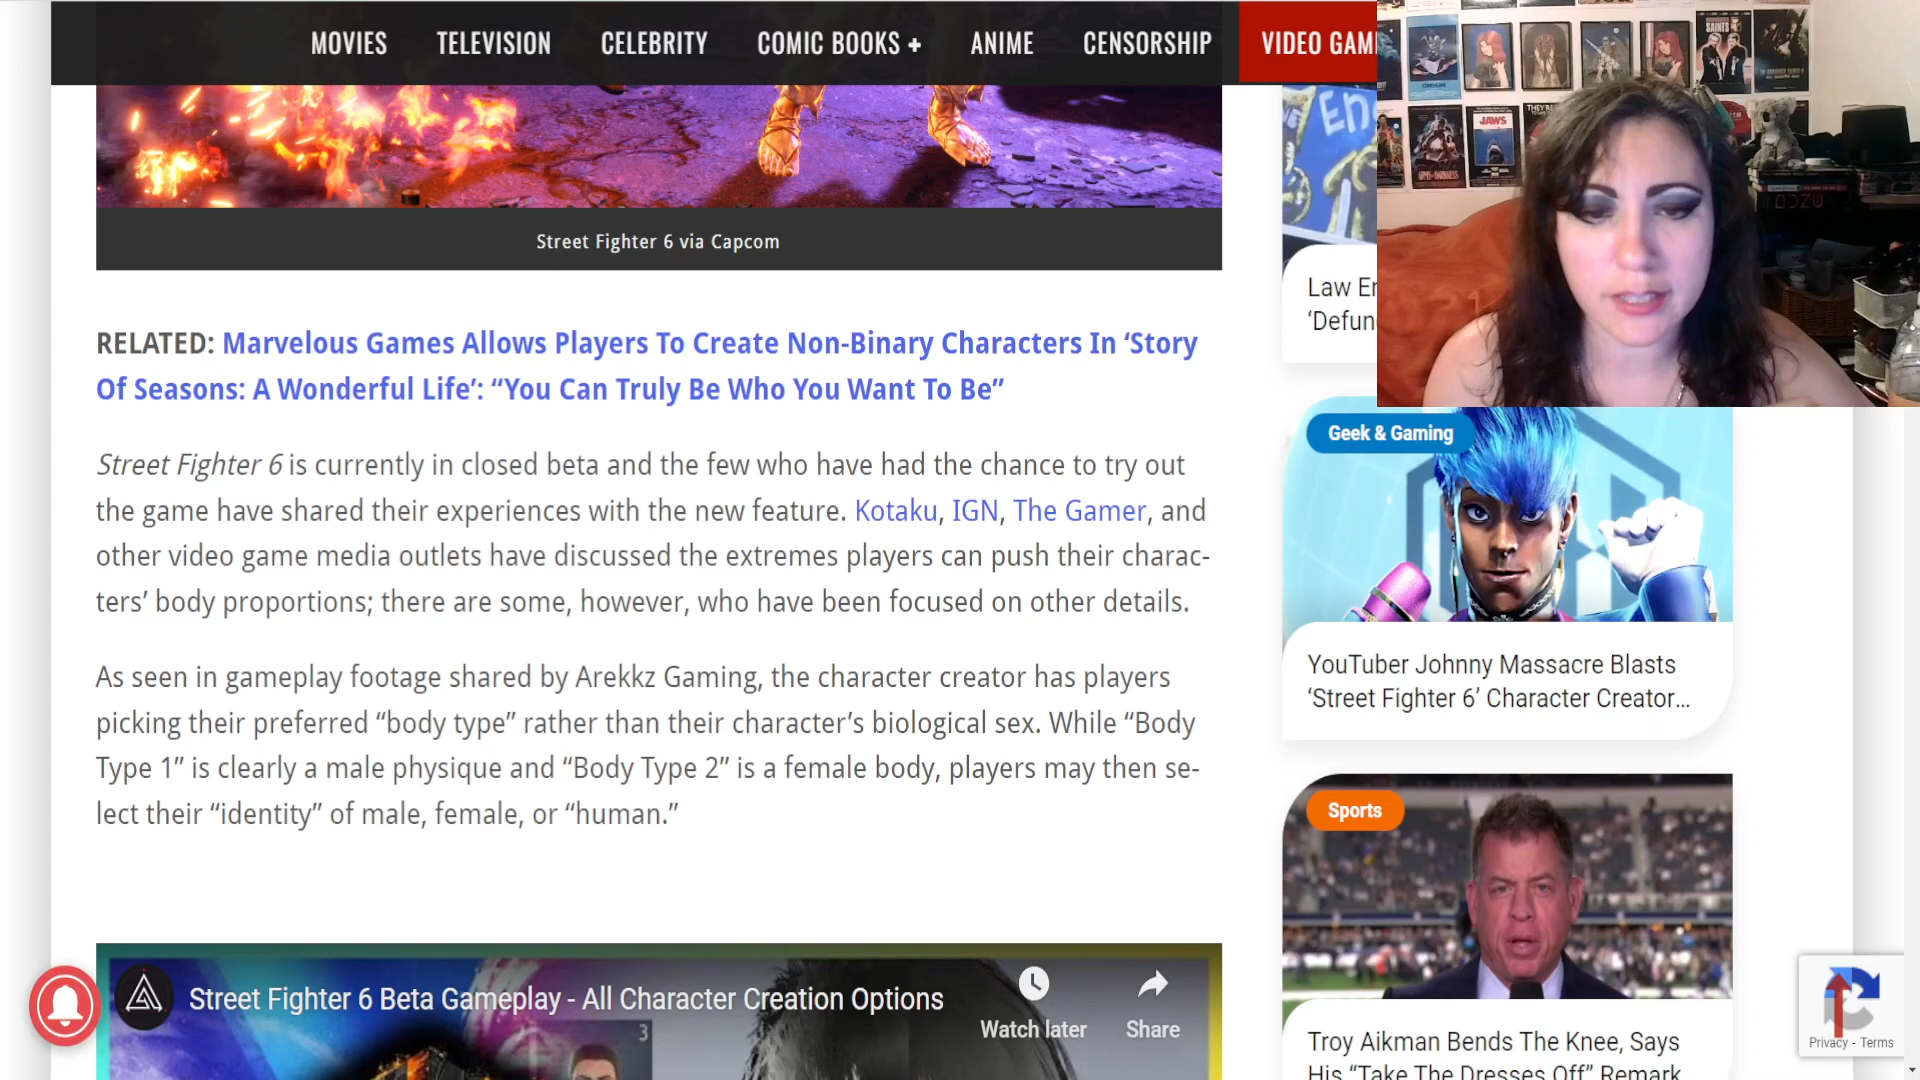 MOVIES TELEVISION CELEBRITY COMIC BOOKS + ANIME CENSORSHIP VIDEO GAM
Street Fighter 6 via Capcom
RELATED: Marvelous Games Allows Players To Create Non-Binary Characters In ‘Story
Of Seasons: A Wonderful Life’: “You Can Truly Be Who You Want To Be”
Street Fighter 6 is currently in closed beta and the few who have had the chance to try out
the game have shared their experiences with the new feature. Kotaku, IGN, The Gamer, and
other video game media outlets have discussed the extremes players can push their charac-
ters’ body proportions; there are some, however, who have been focused on other details.
As seen in gameplay footage shared by Arekkz Gaming, the character creator has players
picking their preferred “body type” rather than their character’s biological sex. While “Body
Type 1” is clearly a male physique and “Body Type 2” is a female body, players may then se-
lect their “identity” of male, female, or “human.”
Street Fighter 6 Beta Gameplay - All Character Creation Options
Watch later
Share
3
En
Law En
‘Defun
Geek & Gaming
YouTuber Johnny Massacre Blasts
‘Street Fighter 6’ Character Creator...
Sports
Troy Aikman Bends The Knee, Says
His “Take The Dresses Off” Remark
Privacy - Terms
SAINTS
JAWS
THEY'RE